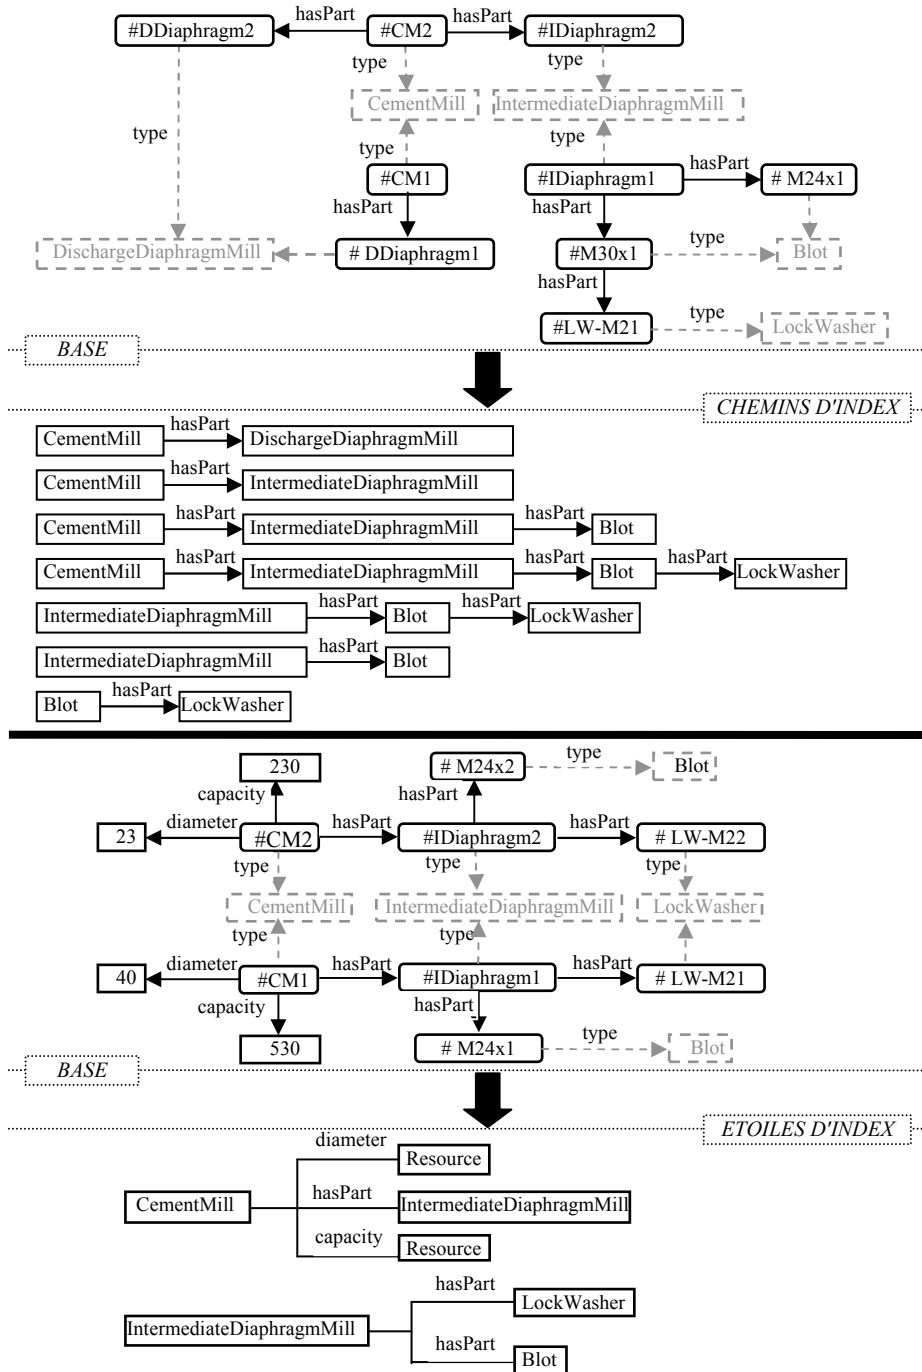 hasPart hasPart
#DDiaphragm2 #CM2 #IDiaphragm2
type type
CementMill IntermediateDiaphragmMill
type
type type
hasPart
#CM1 #IDiaphragm1 # M24x1
hasPart hasPart
type
DischargeDiaphragmMill # DDiaphragm1 #M30x1 Blot
hasPart
type
#LW-M21 LockWasher
BASE
CHEMINS D'INDEX
hasPart
CementMill DischargeDiaphragmMill
hasPart
CementMill IntermediateDiaphragmMill
hasPart hasPart
CementMill IntermediateDiaphragmMill Blot
hasPart hasPart hasPart
CementMill IntermediateDiaphragmMill Blot LockWasher
hasPart hasPart
IntermediateDiaphragmMill Blot LockWasher
hasPart
IntermediateDiaphragmMill Blot
hasPart
Blot LockWasher
type
230 # M24x2 Blot
capacity hasPart
diameter hasPart hasPart
23 #CM2 #IDiaphragm2 # LW-M22
type type type
CementMill IntermediateDiaphragmMill LockWasher
type type
diameter hasPart hasPart
40 #CM1 #IDiaphragm1 # LW-M21
capacity hasPart
type
530 # M24x1 Blot
BASE
ETOILES D'INDEX
diameter
Resource
hasPart
CementMill IntermediateDiaphragmMill
capacity
Resource
hasPart
LockWasher
IntermediateDiaphragmMill
hasPart
Blot